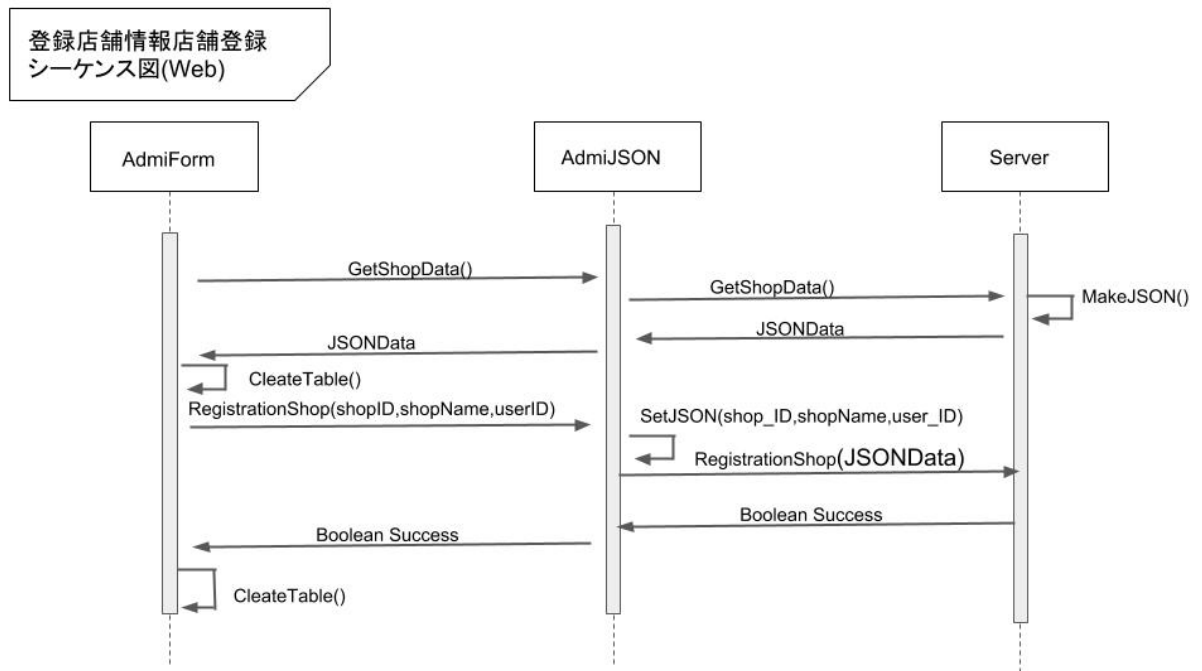 登録店舗情報店舗登録
シーケンス図(Web)
AdmiForm
AdmiJSON
Server
GetShopData()
GetShopData()
MakeJSON()
JSONData
JSONData
CleateTable()
RegistrationShop(shopID,shopName,userID)
SetJSON(shop_ID,shopName,user_ID)
RegistrationShop(JSONData)
Boolean Success
Boolean Success
CleateTable()